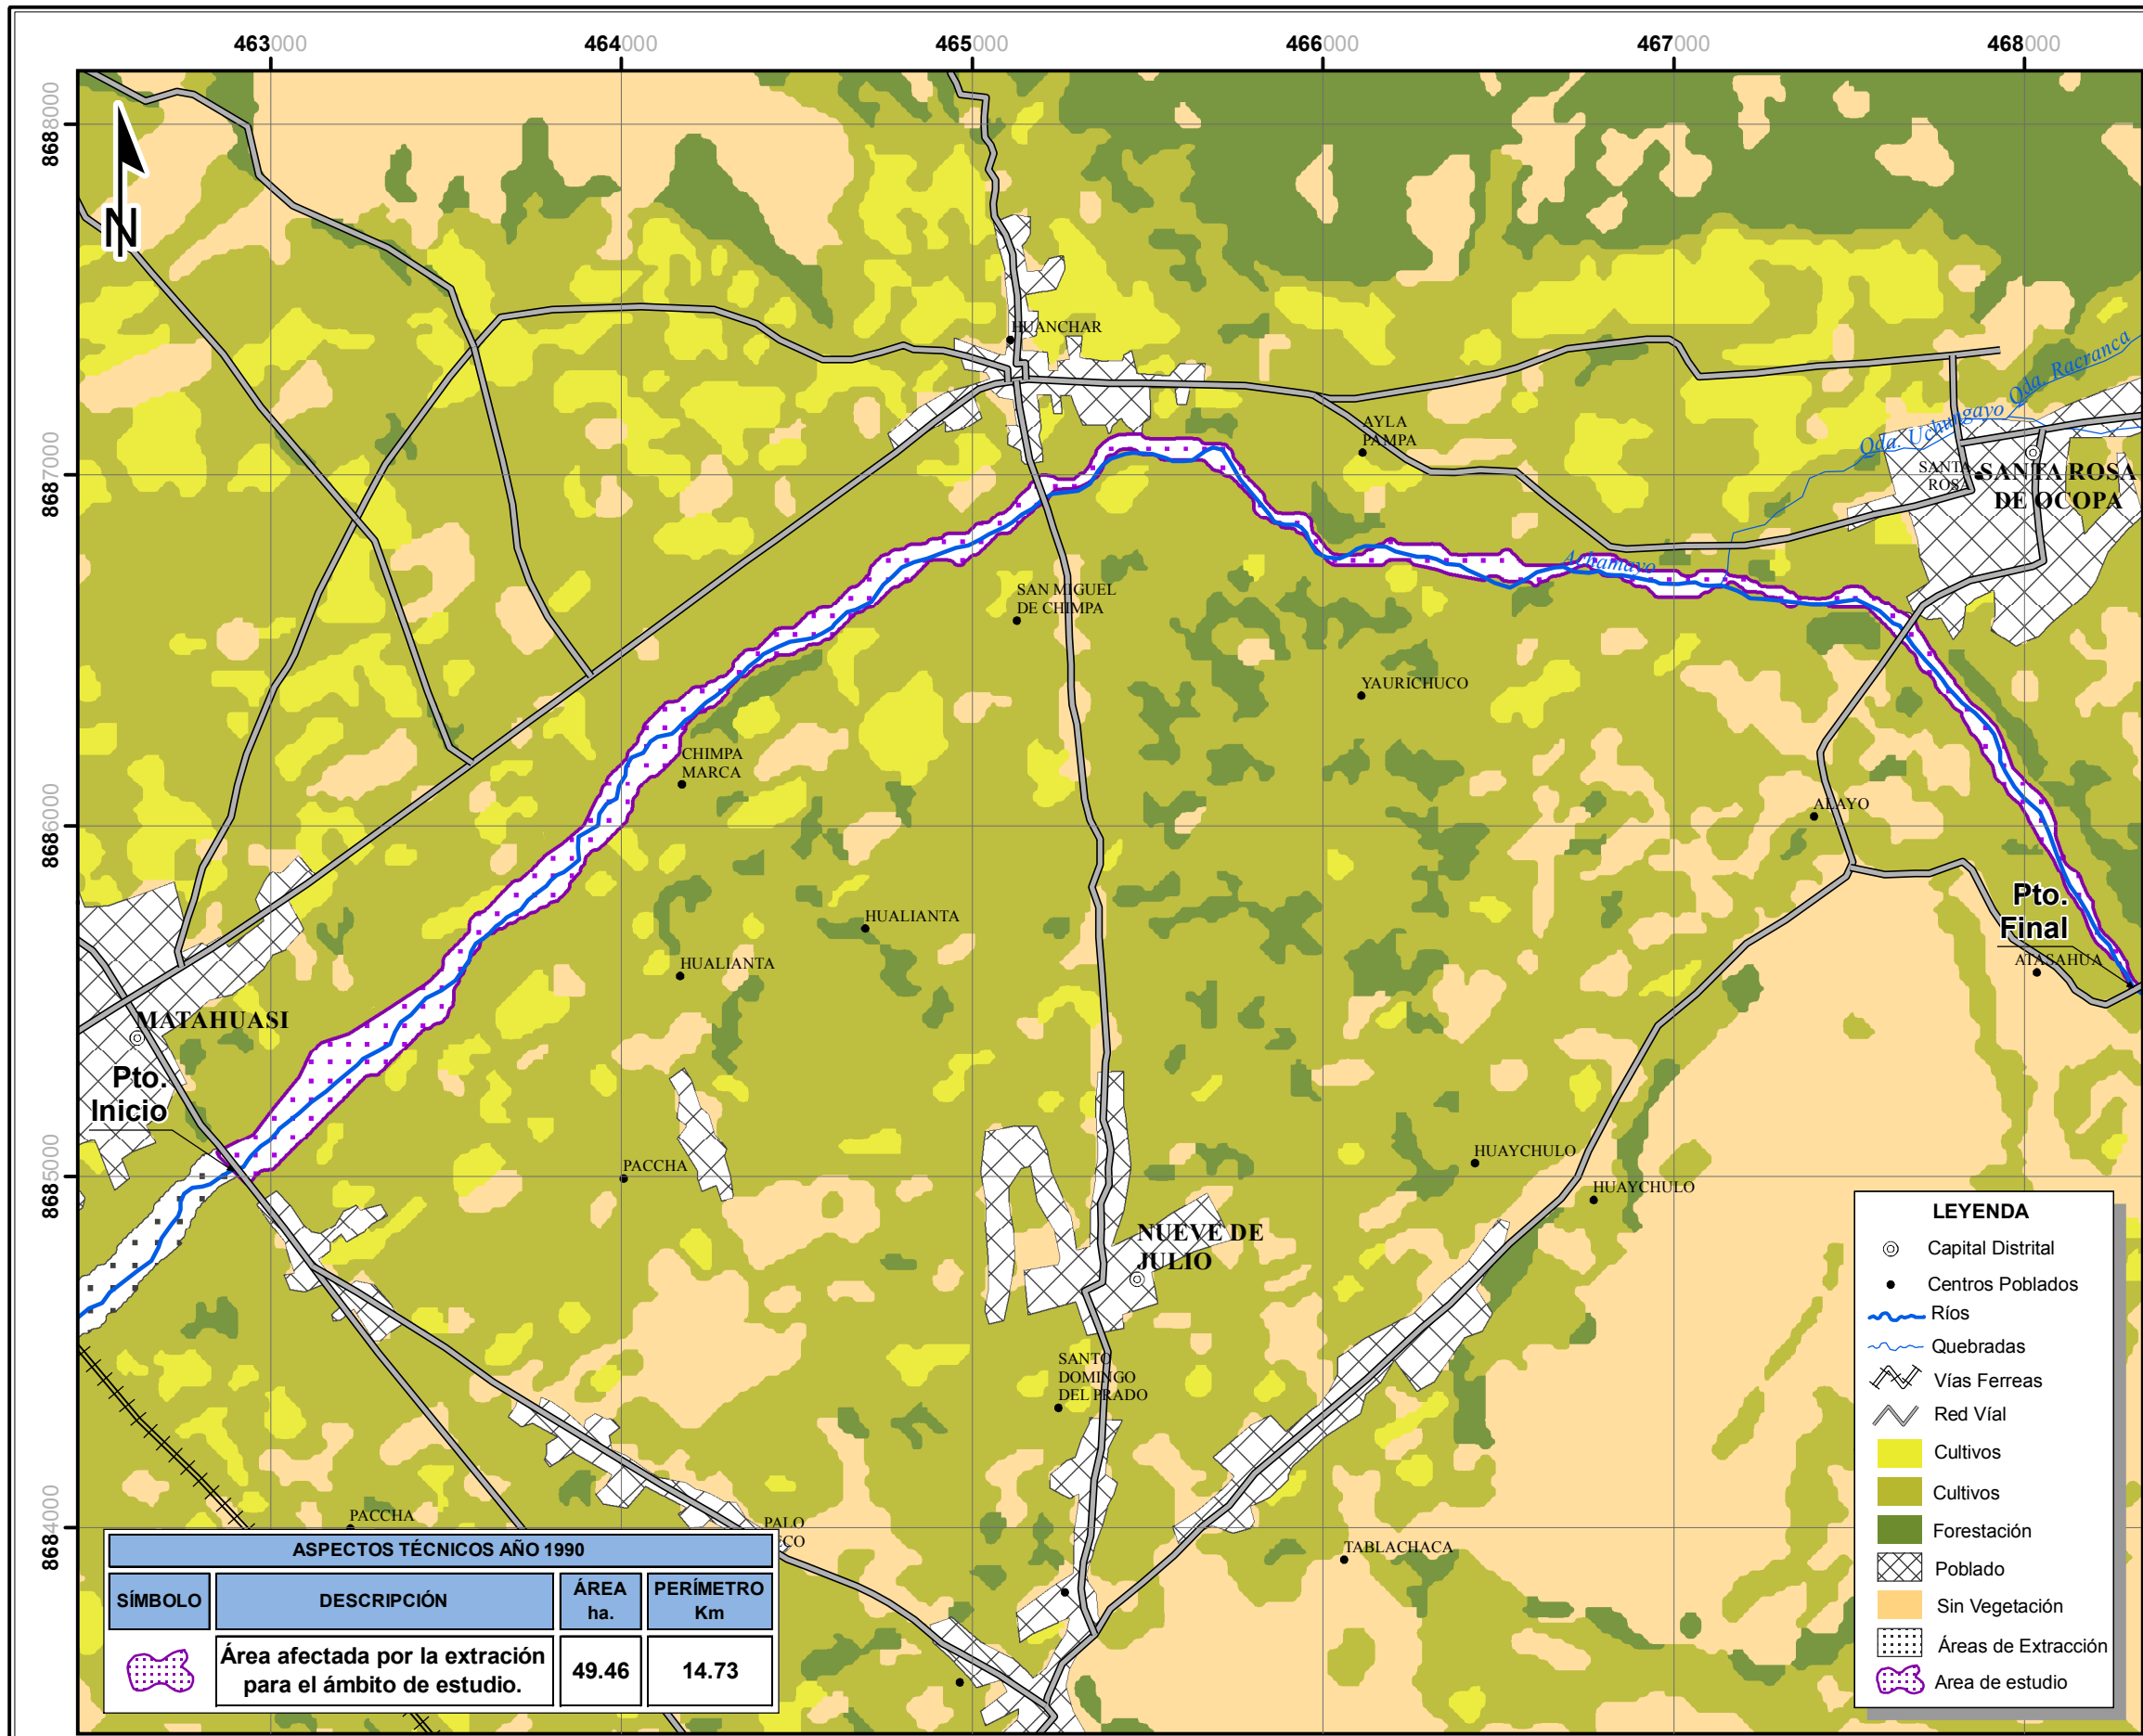 463000 464000 465000 466000 467000 468000
8688000
8687000
8686000
8685000
8684000
N
HUANCHAR
AYLA
PAMPA
Qda. Racranca
Qda. Uchungayo
SANTA
ROSA
SANTA ROSA
DE OCOPA
Achamayo
SAN MIGUEL
DE CHIMPA
YAURICHUCO
CHIMPA
MARCA
ALAYO
HUALIANTA
HUALIANTA
Pto.
Final
ATASAHUA
MATAHUASI
Pto.
Inicio
PACCHA
HUAYCHULO
HUAYCHULO
NUEVE DE
JULIO
SANTO
DOMINGO
DEL PRADO
PACCHA
PALO
TABLACHACA
LEYENDA
Capital Distrital
Centros Poblados
Ríos
Quebradas
Vías Ferreas
Red Víal
Cultivos
Cultivos
Forestación
Poblado
Sin Vegetación
Áreas de Extracción
Area de estudio
ASPECTOS TÉCNICOS AÑO 1990
SÍMBOLO DESCRIPCIÓN ÁREA ha. PERÍMETRO Km
Área afectada por la extración
para el ámbito de estudio.
49.46 14.73